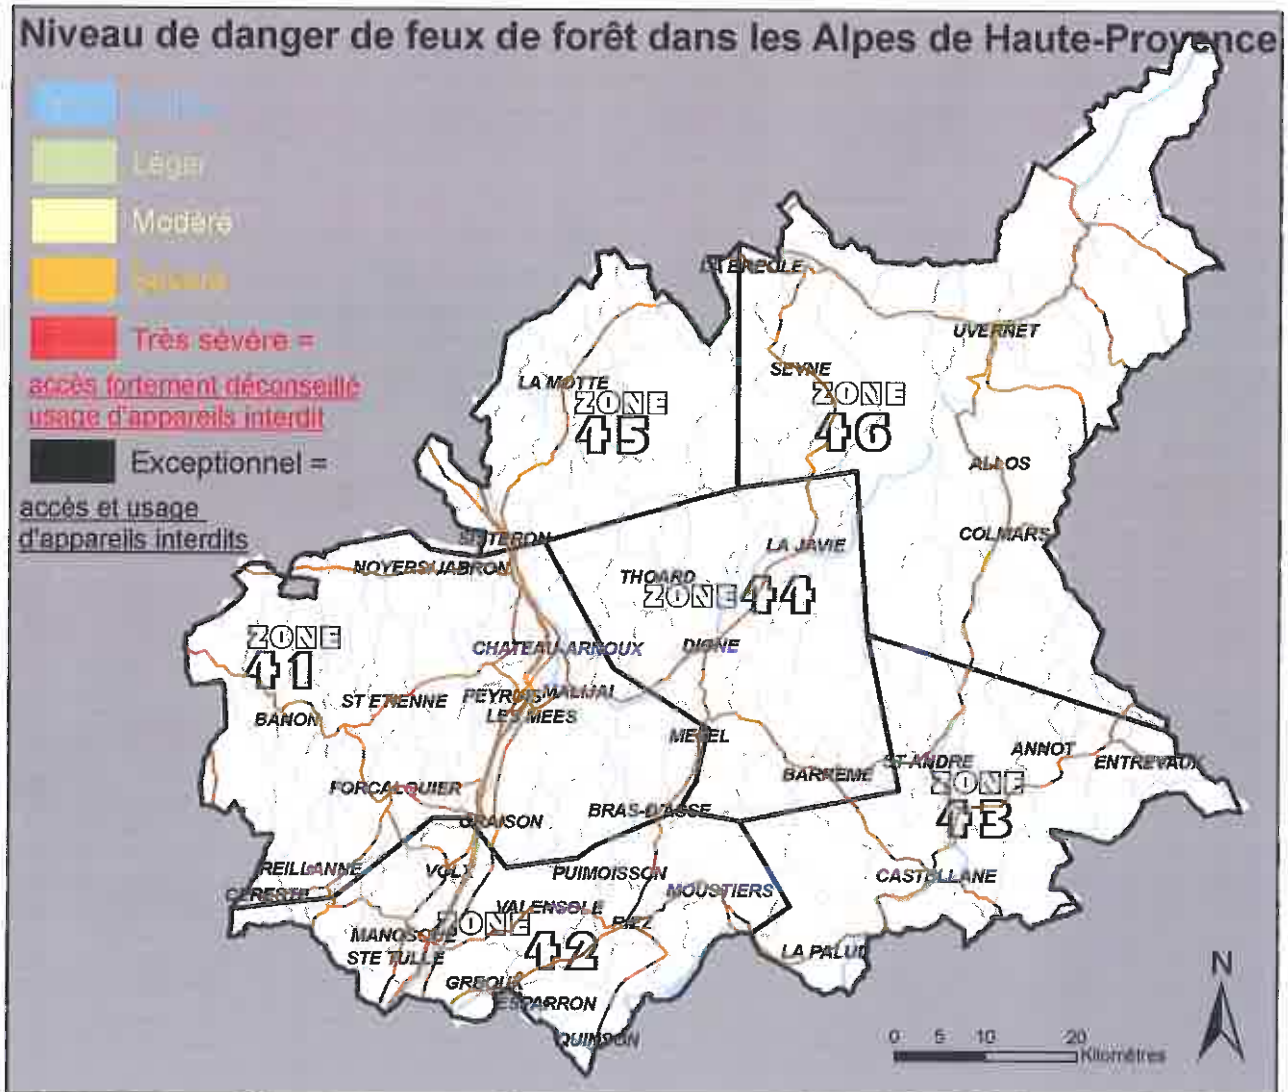 Niveau de danger de feux de forêt dans les Alpes de Haute-Provence
Léger
Modéré
Sévère
Très sévère =
accès fortement déconseillé
usage d'appareils interdit
Exceptionnel =
accès et usage
d'appareils interdits
UVERNET
SEYNE
LA MOTTE
ZONE
45
ZONE
46
ALLOS
COLMARS
SISTERON
LA JAVIE
NOYERS/JABRON
THOARD
ZONE 44
ZONE
41
CHATEAU-ARNOUX
DIGNE
ST ETIENNE
PEYRUIS
MALIJAI
LES MEES
BANON
MEZEL
ANNOT
ST-ANDRE
ENTREVAUX
BARREME
ZONE
43
FORCALQUIER
BRAS-D'ASSE
ORAISON
REILLANNE
VOLX
PUIMOISSON
CASTELLANE
CERESTE
MOUSTIERS
VALENSOLE
ZONE
42
RIEZ
MANOSQUE
STE TULLE
LA PALUD
GREOUX
ESPARRON
QUINSON
N
0 5 10 20
Kilomètres